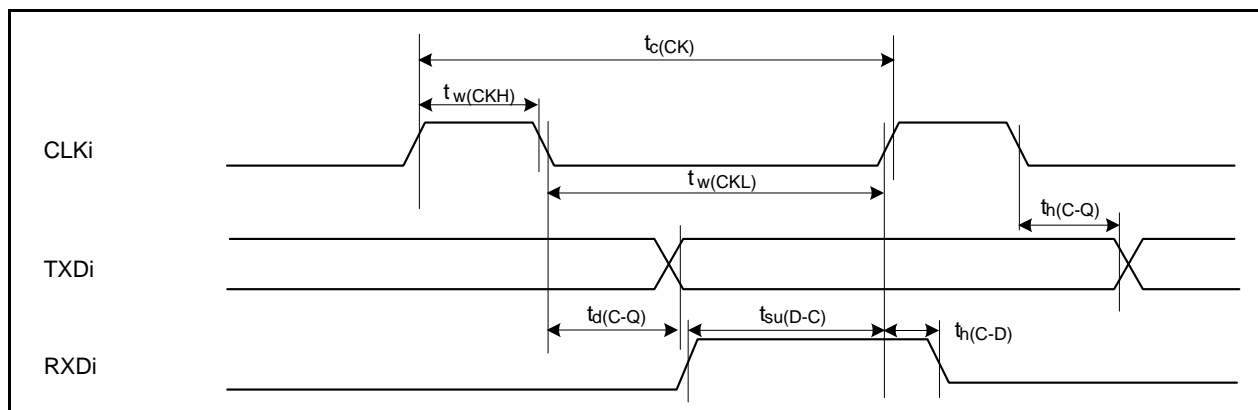 tc(CK)
tw(CKH)
CLKi
tw(CKL)
th(C-Q)
TXDi
td(C-Q)
tsu(D-C)
th(C-D)
RXDi